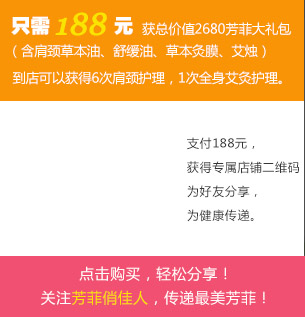 只需 188 元 获总价值2680芳菲大礼包
(含肩颈草本油、舒缓油、草本灸膜、艾烛)
到店可以获得6次肩颈护理，1次全身艾灸护理。
支付188元，
获得专属店铺二维码
为好友分享，
为健康传递。
点击购买，轻松分享！
关注芳菲俏佳人，传递最美芳菲！